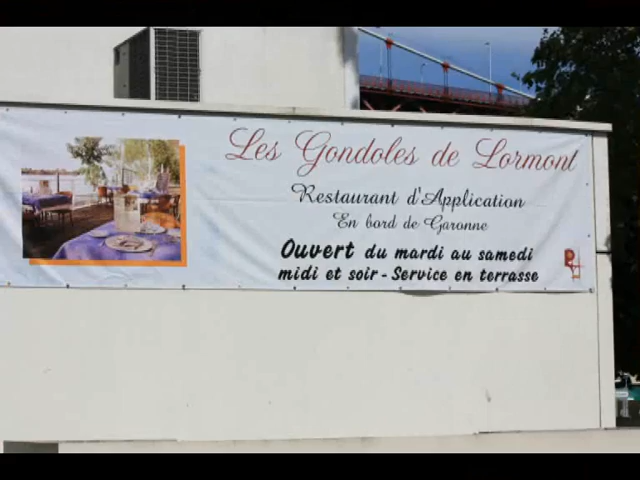 Les Gondoles de Lormont
Restaurant d'Application
En bord de Garonne
Ouvert du mardi au samedi
midi et soir - Service en terrasse